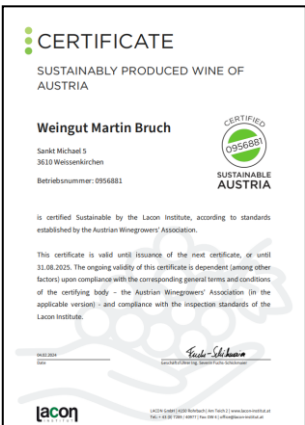 CERTIFICATE
SUSTAINABLY PRODUCED WINE OF
AUSTRIA
Weingut Martin Bruch
Sankt Michael 5
3610 Weissenkirchen
Betriebsnummer: 0956881
CERTIFIED
0956881
SUSTAINABLE
AUSTRIA
is certified Sustainable by the Lacon Institute, according to standards
established by the Austrian Winegrowers' Association.
This certificate is valid until issuance of the next certificate, or until
31.08.2025. The ongoing validity of this certificate is dependent (among other
factors) upon compliance with the corresponding general terms and conditions
of the certifying body – the Austrian Winegrowers' Association (in the
applicable version) - and compliance with the inspection standards of the
Lacon Institute.
Date
lacon
INSTITUT